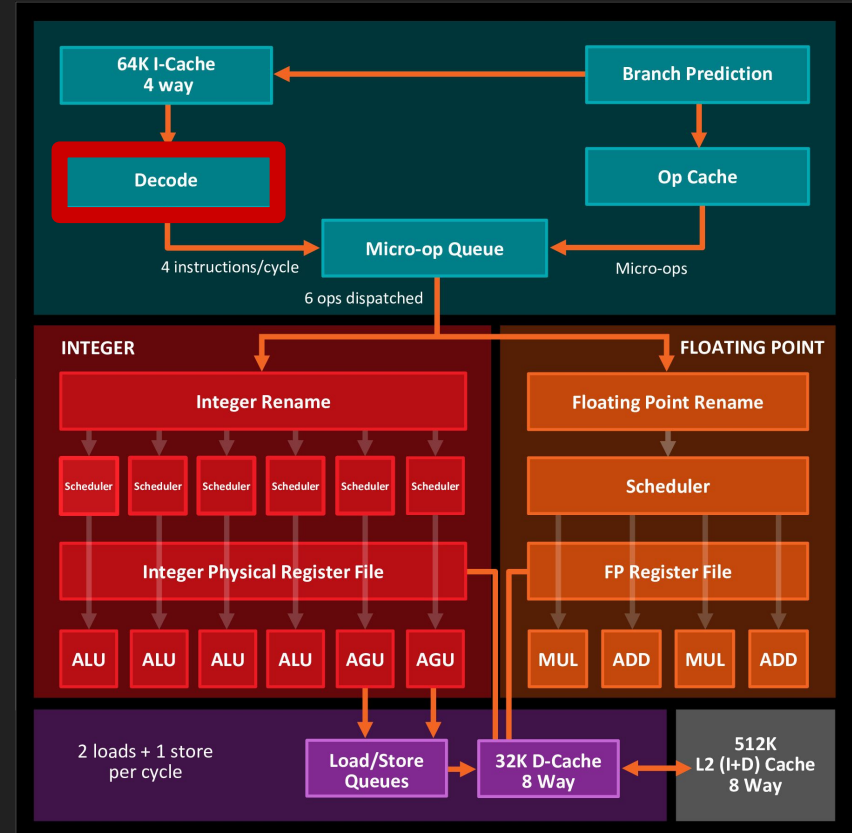 64K I-Cache
4 way
Branch Prediction
Decode
Op Cache
Micro-op Queue
4 instructions/cycle
Micro-ops
6 ops dispatched
INTEGER
FLOATING POINT
Integer Rename
Floating Point Rename
Scheduler
Scheduler
Scheduler
Scheduler
Scheduler
Scheduler
Scheduler
Integer Physical Register File
FP Register File
ALU
ALU
ALU
ALU
AGU
AGU
MUL
ADD
MUL
ADD
2 loads + 1 store
per cycle
Load/Store
Queues
32K D-Cache
8 Way
512K
L2 (I+D) Cache
8 Way